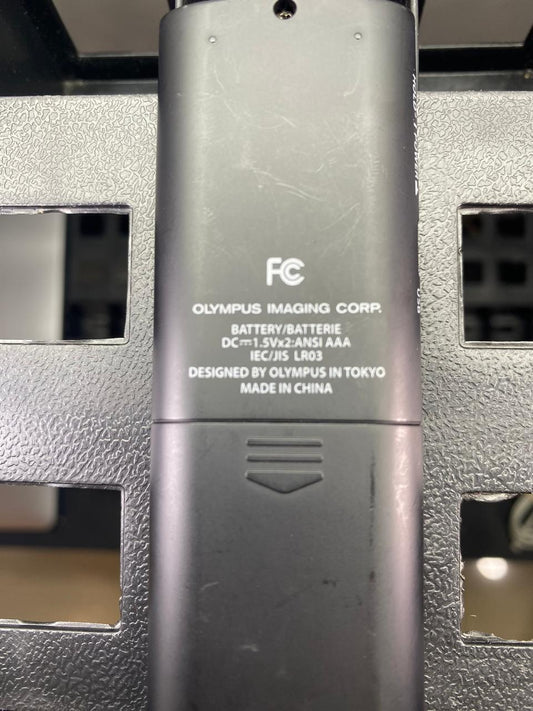 FC
OLYMPUS IMAGING CORP.
BATTERY/BATTERIE
DC⎓1.5Vx2:ANSI AAA
IEC/JIS LR03
DESIGNED BY OLYMPUS IN TOKYO
MADE IN CHINA